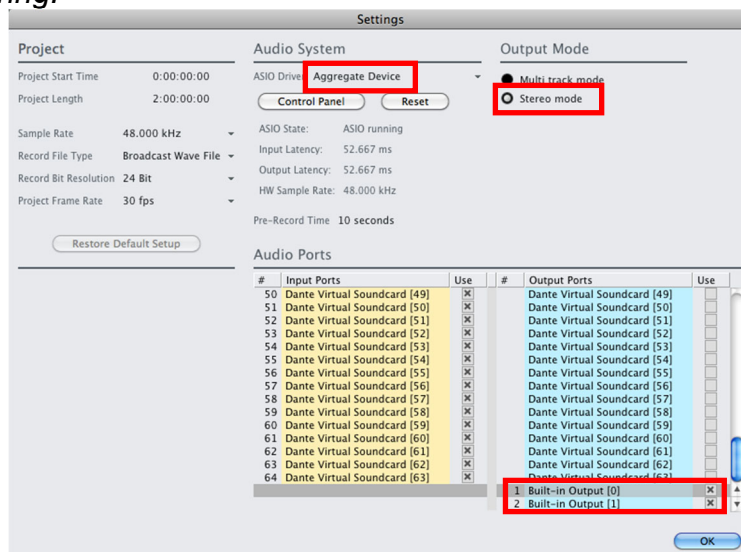 ring.
Settings
Project
Project Start Time 0:00:00:00
Project Length 2:00:00:00
Sample Rate 48.000 kHz
Record File Type Broadcast Wave File
Record Bit Resolution 24 Bit
Project Frame Rate 30 fps
Restore Default Setup
Audio System
ASIO Driver Aggregate Device
Control Panel Reset
ASIO State: ASIO running
Input Latency: 52.667 ms
Output Latency: 52.667 ms
HW Sample Rate: 48.000 kHz
Pre-Record Time 10 seconds
Output Mode
Multi track mode
Stereo mode
Audio Ports
# Input Ports Use # Output Ports Use
50 Dante Virtual Soundcard [49] Dante Virtual Soundcard [49]
51 Dante Virtual Soundcard [50] Dante Virtual Soundcard [50]
52 Dante Virtual Soundcard [51] Dante Virtual Soundcard [51]
53 Dante Virtual Soundcard [52] Dante Virtual Soundcard [52]
54 Dante Virtual Soundcard [53] Dante Virtual Soundcard [53]
55 Dante Virtual Soundcard [54] Dante Virtual Soundcard [54]
56 Dante Virtual Soundcard [55] Dante Virtual Soundcard [55]
57 Dante Virtual Soundcard [56] Dante Virtual Soundcard [56]
58 Dante Virtual Soundcard [57] Dante Virtual Soundcard [57]
59 Dante Virtual Soundcard [58] Dante Virtual Soundcard [58]
60 Dante Virtual Soundcard [59] Dante Virtual Soundcard [59]
61 Dante Virtual Soundcard [60] Dante Virtual Soundcard [60]
62 Dante Virtual Soundcard [61] Dante Virtual Soundcard [61]
63 Dante Virtual Soundcard [62] Dante Virtual Soundcard [62]
64 Dante Virtual Soundcard [63] Dante Virtual Soundcard [63]
1 Built-in Output [0]
2 Built-in Output [1]
OK